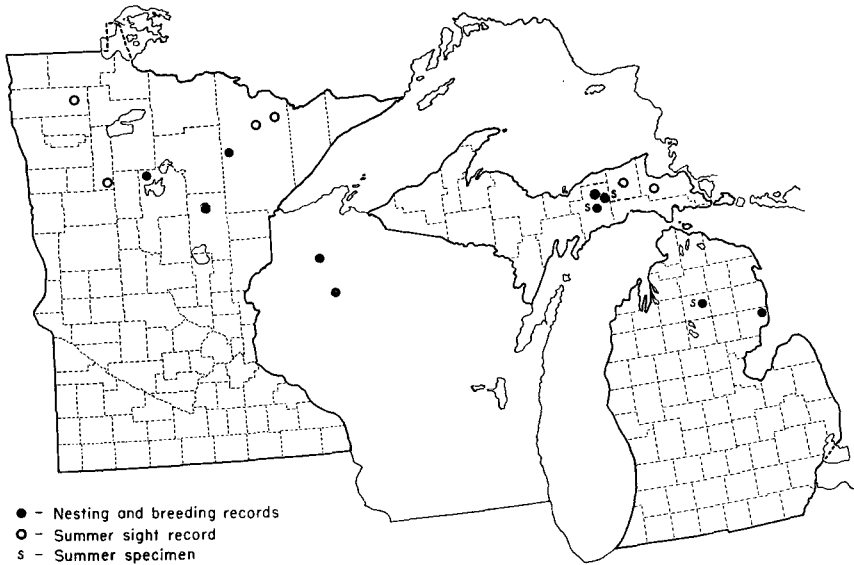 S
S
S
● - Nesting and breeding records
○ - Summer sight record
S - Summer specimen